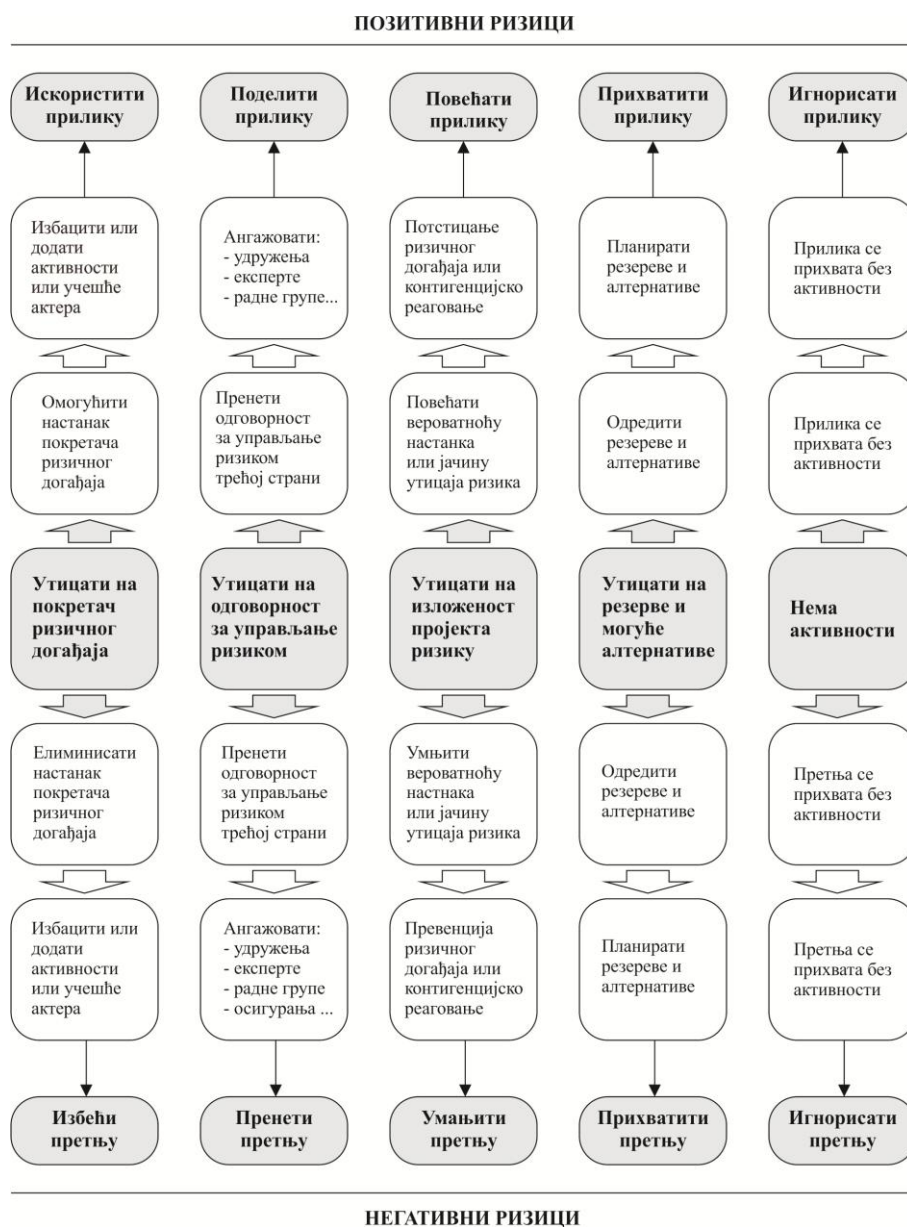 ПОЗИТИВНИ РИЗИЦИ
Искористити
прилику
Поделити
прилику
Повећати
прилику
Прихватити
прилику
Игнорисати
прилику
Избацити или
додати
активности
или учешће
актера
Ангажовати:
- удружења
- експерте
- радне групе...
Потстицање
ризичног
догађаја или
контигенцијско
реаговање
Планирати
резереве и
алтернативе
Прилика се
прихвата без
активности
Омогућити
настанак
покретача
ризичног
догађаја
Пренети
одговорност
за управљање
ризиком
трећој страни
Повећати
вероватноћу
настанка
или јачину
утицаја ризика
Одредити
резереве и
алтернативе
Прилика се
прихвата без
активности
Утицати на
покретач
ризичног
догађаја
Утицати на
одговорност
за управљање
ризиком
Утицати на
изложеност
пројекта
ризику
Утицати на
резерве и
могуће
алтернативе
Нема
активности
Елиминисати
настанак
покретача
ризичног
догађаја
Пренети
одговорност
за управљање
ризиком
трећој страни
Умњити
вероватноћу
настнака
или јачину
утицаја ризика
Одредити
резереве и
алтернативе
Претња се
прихвата без
активности
Избацити или
додати
активности
или учешће
актера
Ангажовати:
- удружења
- експерте
- радне групе
- осигурања ...
Превенција
ризичног
догађаја или
контигенцијско
реаговање
Планирати
резереве и
алтернативе
Претња се
прихвата без
активности
Избећи
претњу
Пренети
претњу
Умањити
претњу
Прихватити
претњу
Игнорисати
претњу
НЕГАТИВНИ РИЗИЦИ